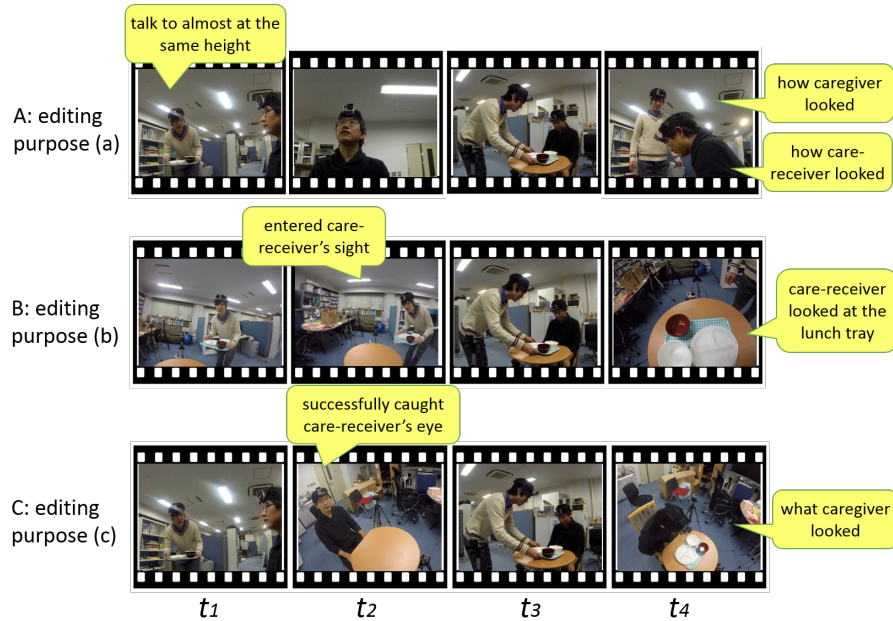 talk to almost at the
same height
A: editing
purpose (a)
how caregiver
looked
how care-
receiver looked
entered care-
receiver's sight
B: editing
purpose (b)
care-receiver
looked at the
lunch tray
successfully caught
care-receiver's eye
C: editing
purpose (c)
what caregiver
looked
t1 t2 t3 t4